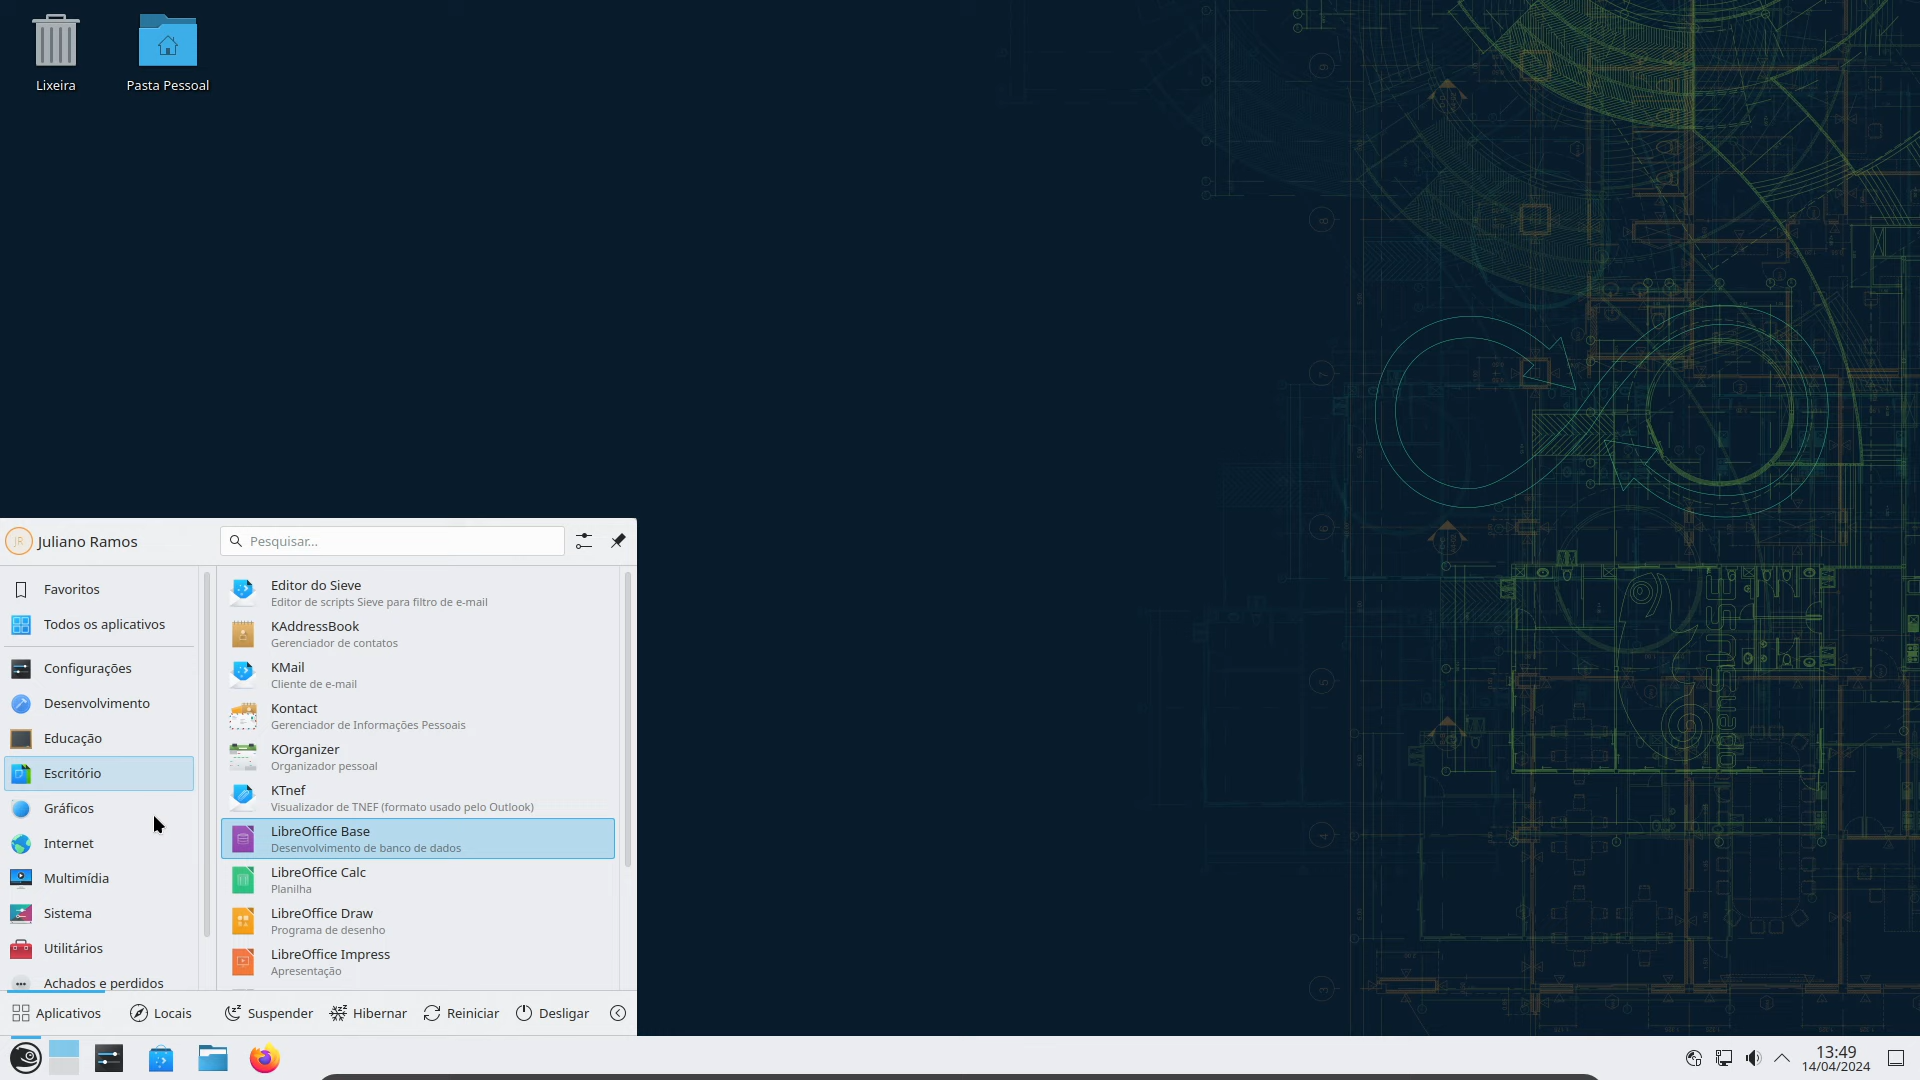 Lixeira
Pasta Pessoal
JR
Juliano Ramos
Pesquisar...
Favoritos
Todos os aplicativos
Configurações
Desenvolvimento
Educação
Escritório
Gráficos
Internet
Multimídia
Sistema
Utilitários
Achados e perdidos
Editor do Sieve
Editor de scripts Sieve para filtro de e-mail
KAddressBook
Gerenciador de contatos
KMail
Cliente de e-mail
Kontact
Gerenciador de Informações Pessoais
KOrganizer
Organizador pessoal
KTnef
Visualizador de TNEF (formato usado pelo Outlook)
LibreOffice Base
Desenvolvimento de banco de dados
LibreOffice Calc
Planilha
LibreOffice Draw
Programa de desenho
LibreOffice Impress
Apresentação
Aplicativos
Locais
Suspender
Hibernar
Reiniciar
Desligar
openSUSE
13:49
14/04/2024